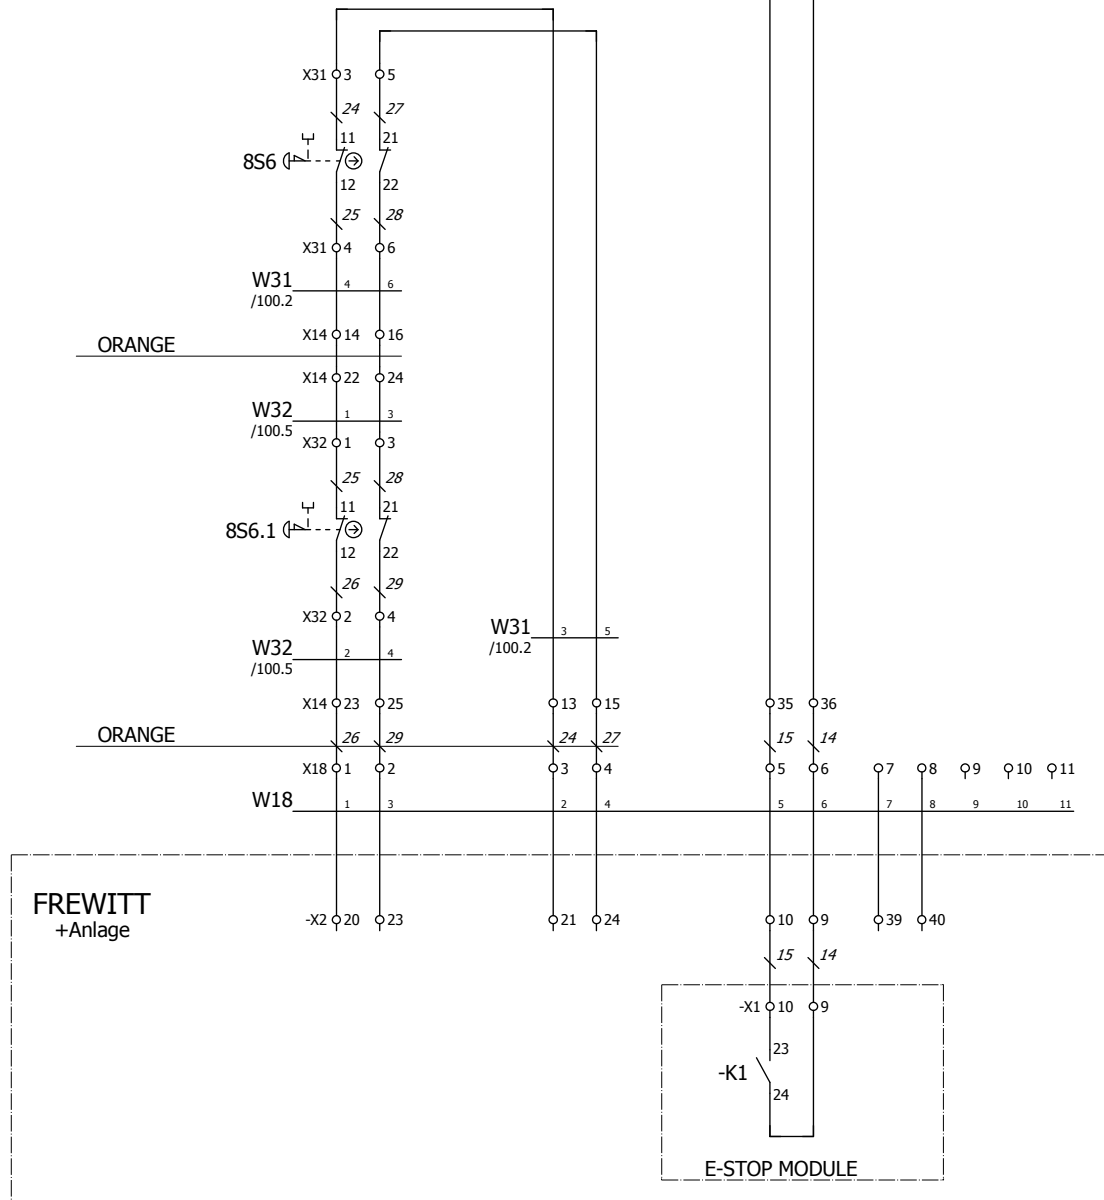 X31 3 5
24 27
11 21
8S6
12 22
25 28
X31 4 6
W31 4 6
/100.2
X14 14 16
ORANGE
X14 22 24
W32 1 3
/100.5
X32 1 3
25 28
11 21
8S6.1
12 22
26 29
X32 2 4
W31 3 5
/100.2
W32 2 4
/100.5
X14 23 25 13 15 35 36
ORANGE 26 29 24 27 15 14
X18 1 2 3 4 5 6 7 8 9 10 11
W18 1 3 2 4 5 6 7 8 9 10 11
FREWITT
+Anlage
-X2 20 23 21 24 10 9 39 40
15 14
-X1 10 9
23
-K1
24
E-STOP MODULE